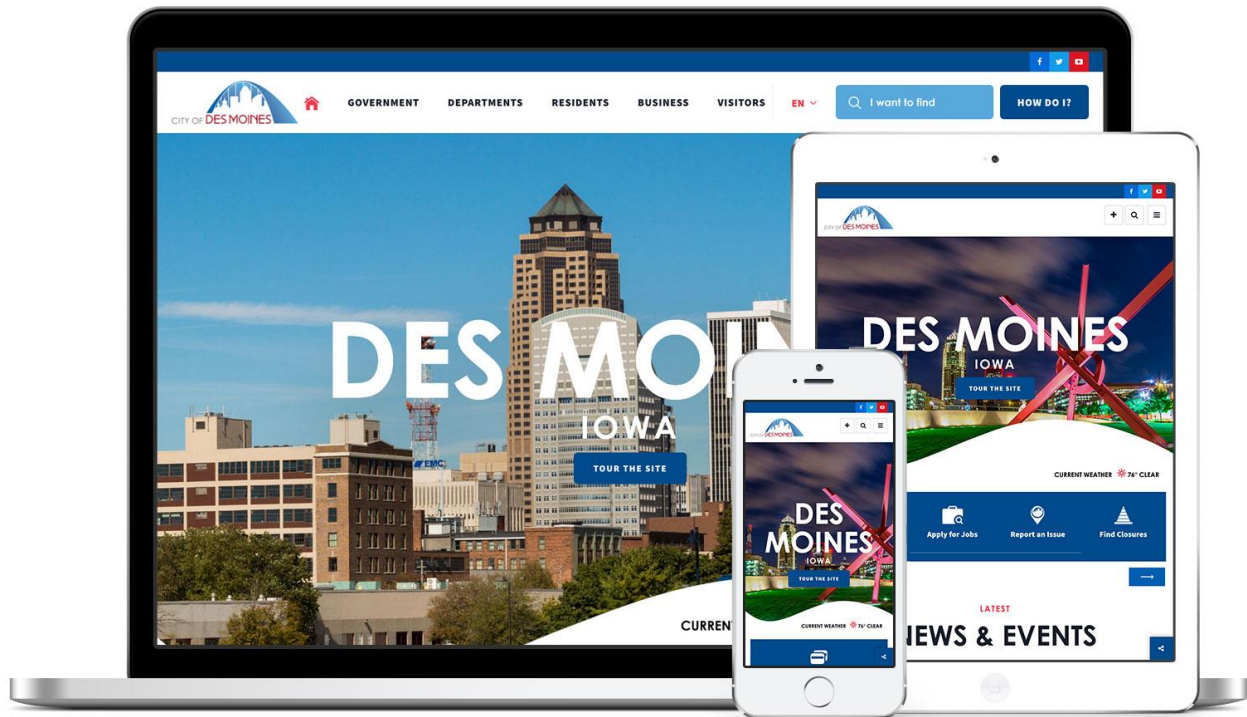 CITY OF DES MOINES
GOVERNMENT DEPARTMENTS RESIDENTS BUSINESS VISITORS EN I want to find HOW DO I?
DES MOIN
IOWA
TOUR THE SITE
EMC
CURREN
CITY OF DES MOINES
DES MOINES
IOWA
TOUR THE SITE
CURRENT WEATHER 76° CLEAR
Apply for Jobs Report an Issue Find Closures
LATEST
NEWS & EVENTS
CITY OF DES MOINES
DES
MOINES
IOWA
TOUR THE SITE
CURRENT WEATHER 76° CLEAR